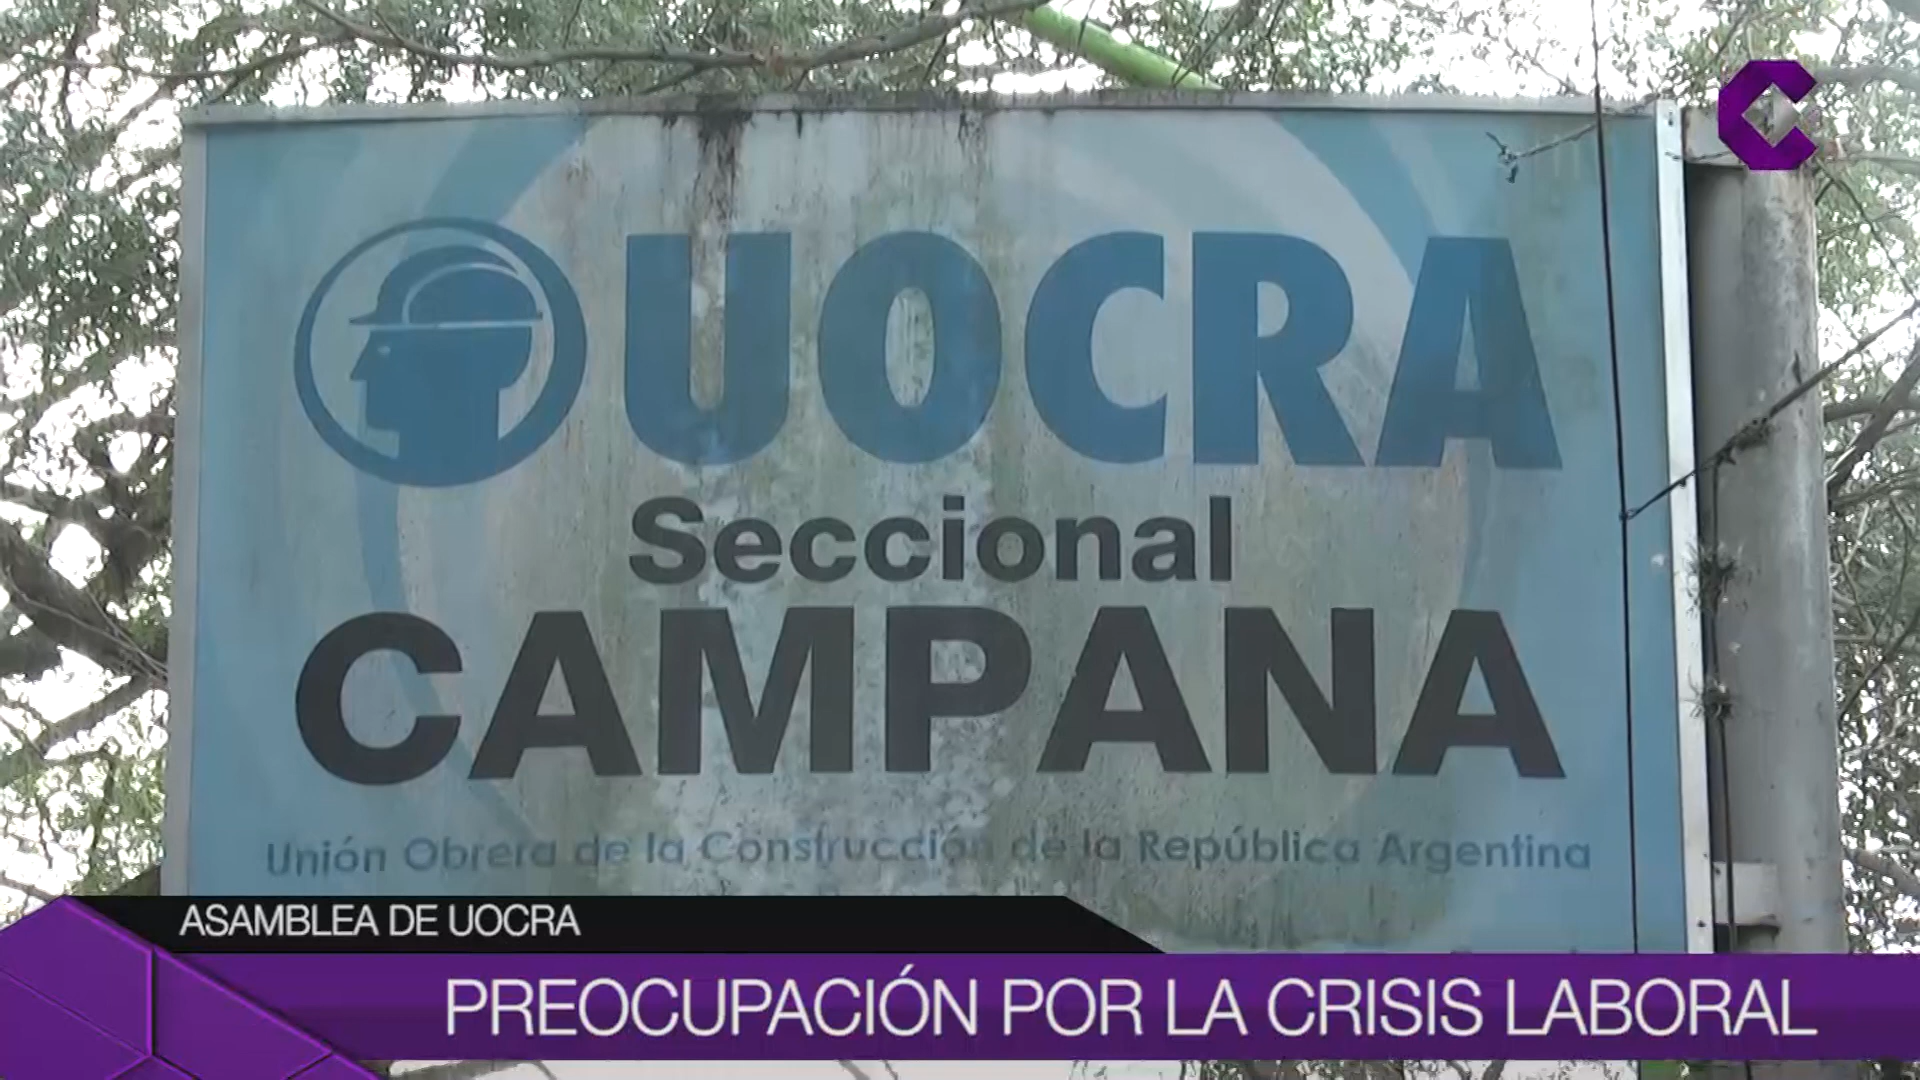 UOCRA
Seccional
CAMPANA
Unión Obrera de la Construcción de la República Argentina
ASAMBLEA DE UOCRA
PREOCUPACIÓN POR LA CRISIS LABORAL